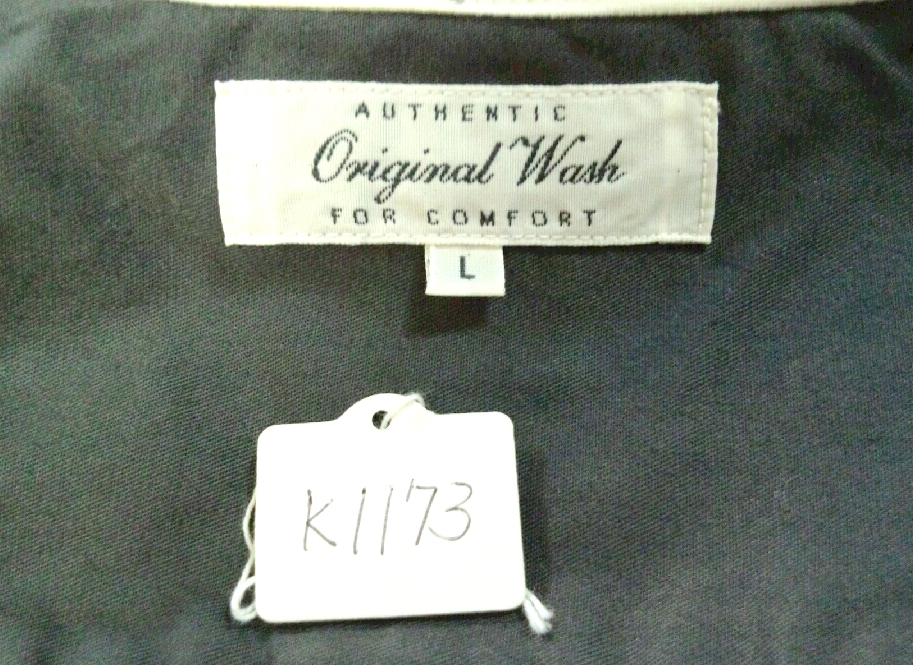 AUTHENTIC
Original Wash
FOR COMFORT
L
K1173